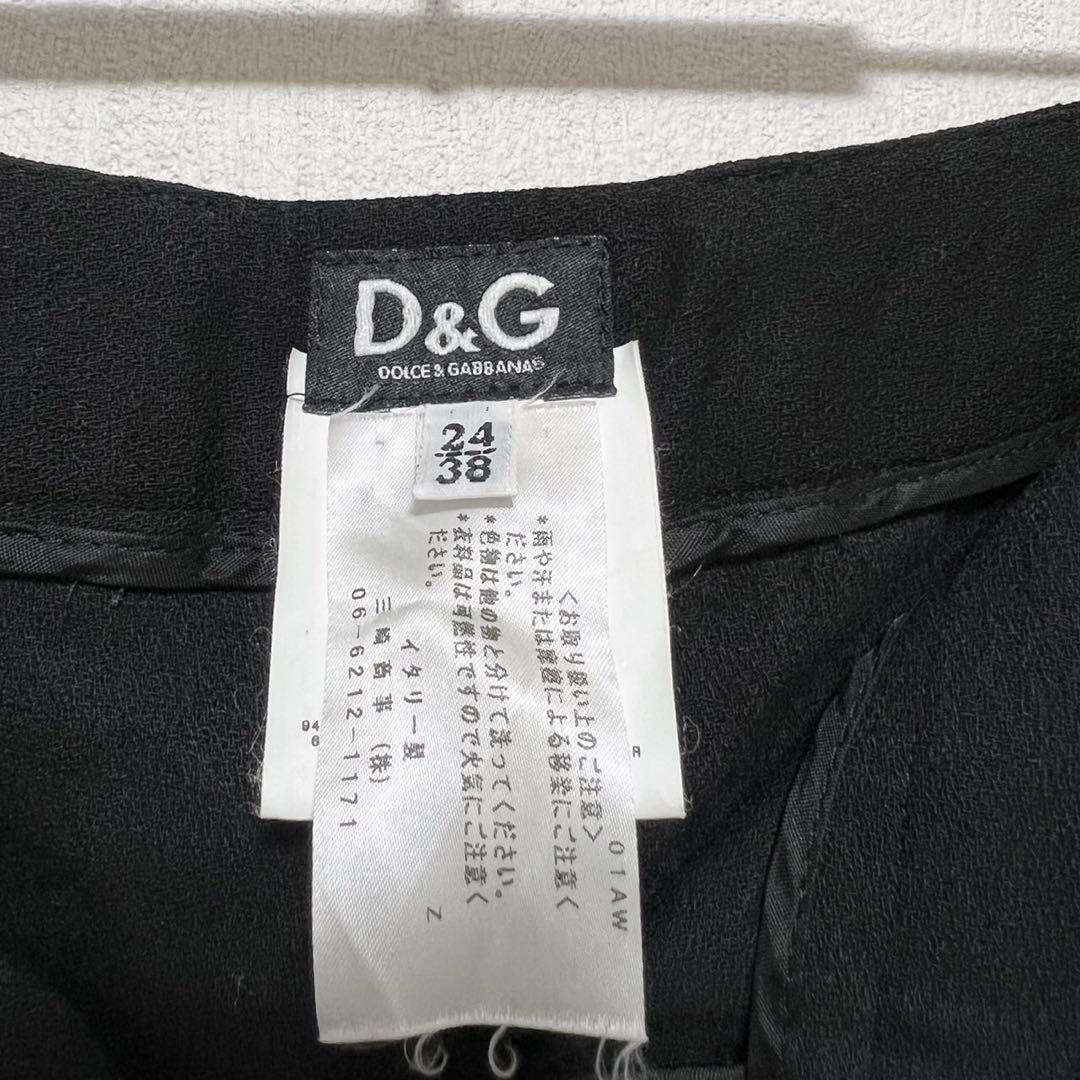 D&G
DOLCE & GABBANA
24
38
01AW
<お取り扱い上のご注意>
*雨や汗または摩擦による移染にご注意く
ださい。
*色物は他の物と分けて洗ってください。
*衣料品は可燃性ですので火気にご注意く
ださい。
イタリー製
三崎商事(株)
06-6212-1171
Z
94
6
R